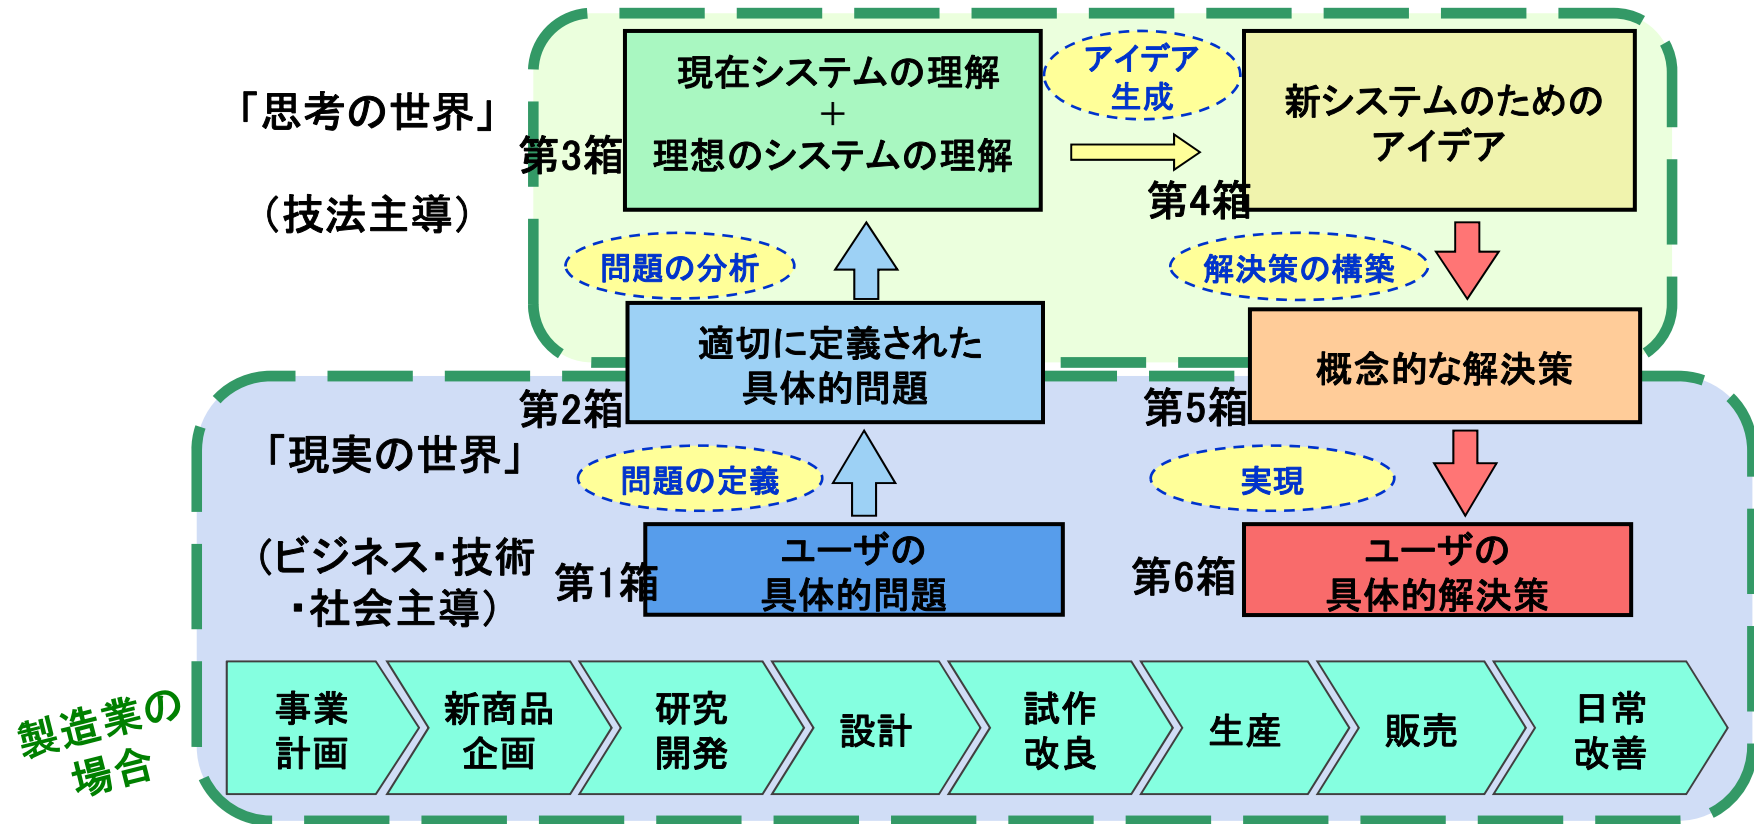 「思考の世界」
（技法主導）
第3箱
現在システムの理解
＋
理想のシステムの理解
アイデア
生成
第4箱
新システムのための
アイデア
問題の分析
解決策の構築
第2箱
適切に定義された
具体的問題
第5箱
概念的な解決策
「現実の世界」
（ビジネス・技術
・社会主導）
問題の定義
実現
第1箱
ユーザの
具体的問題
第6箱
ユーザの
具体的解決策
製造業の
場合
事業
計画
新商品
企画
研究
開発
設計
試作
改良
生産
販売
日常
改善